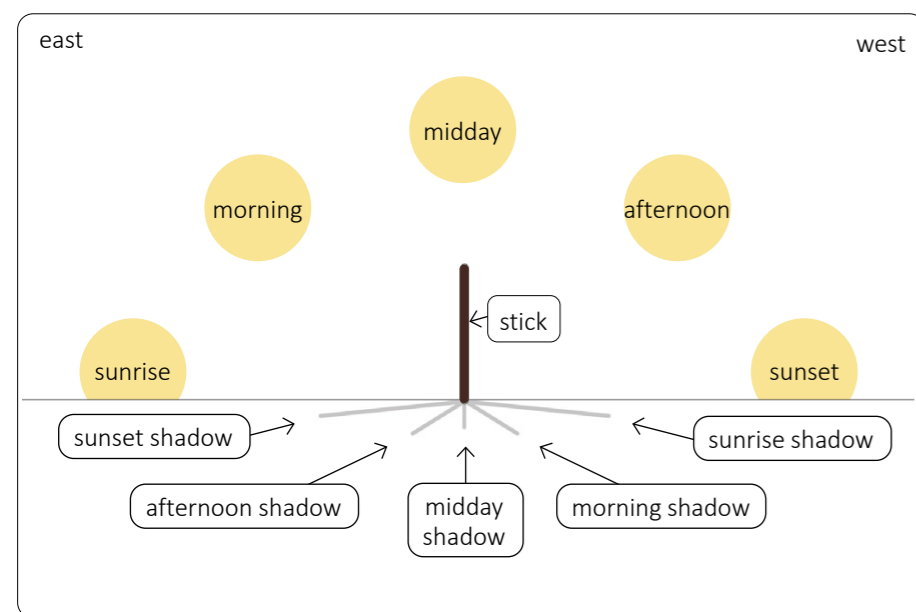 east
west
midday
morning
afternoon
stick
sunrise
sunset
sunset shadow
sunrise shadow
afternoon shadow
midday
shadow
morning shadow